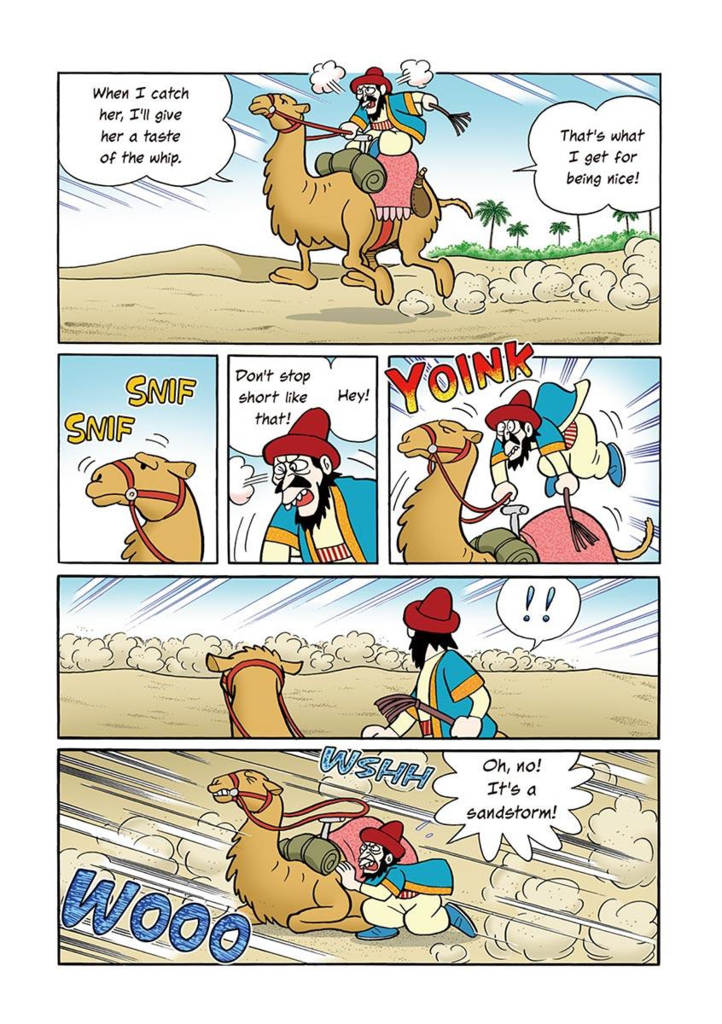 When I catch
her, I'll give
her a taste
of the whip.
That's what
I get for
being nice!
SNIF
SNIF
Don't stop
short like
that!
Hey!
YOINK
!!
WSHH
Oh, no!
It's a
sandstorm!
WOOO